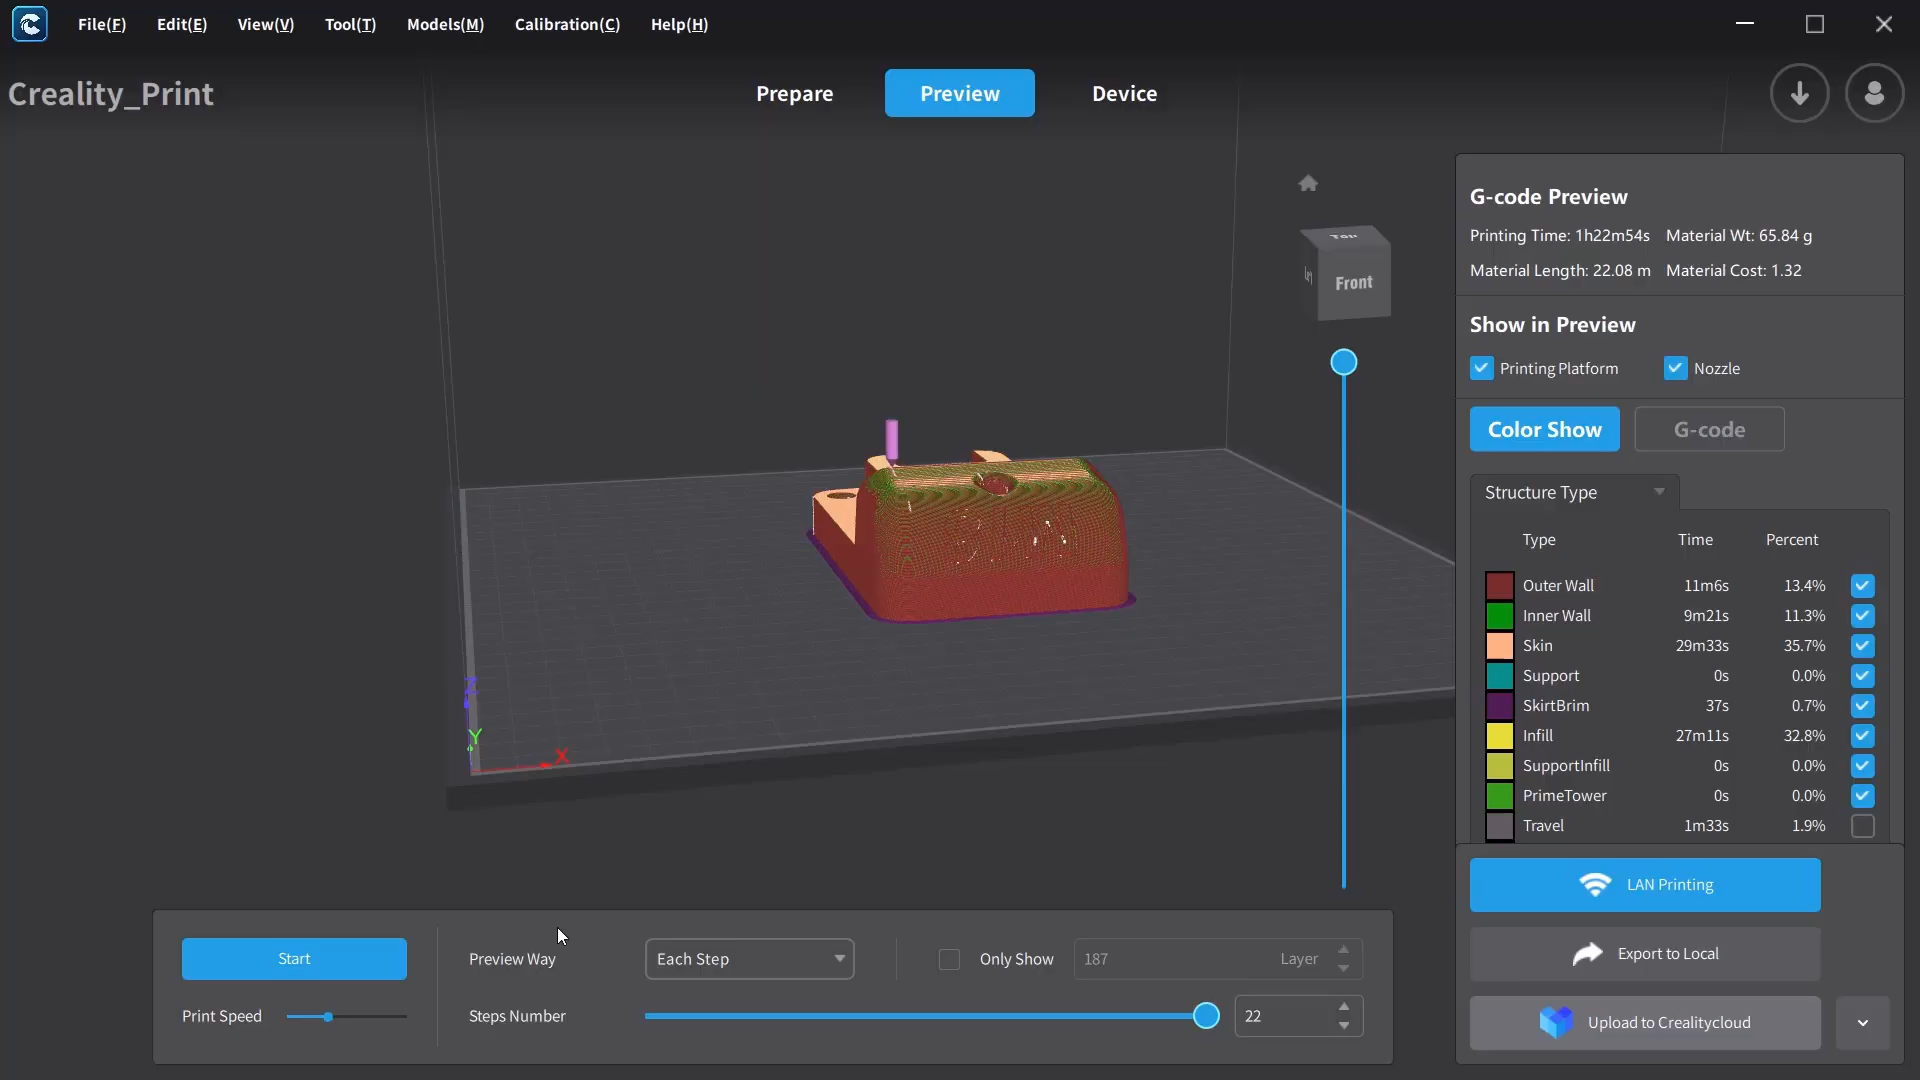 File(F) Edit(E) View(V) Tool(T) Models(M) Calibration(C) Help(H)
Creality_Print
Prepare Preview Device
Top
Front
G-code Preview
Printing Time: 1h22m54s Material Wt: 65.84 g
Material Length: 22.08 m Material Cost: 1.32
Show in Preview
Printing Platform Nozzle
Color Show G-code
Structure Type
Type Time Percent
Outer Wall 11m6s 13.4%
Inner Wall 9m21s 11.3%
Skin 29m33s 35.7%
Support 0s 0.0%
SkirtBrim 37s 0.7%
Infill 27m11s 32.8%
SupportInfill 0s 0.0%
PrimeTower 0s 0.0%
Travel 1m33s 1.9%
Z
Y
X
LAN Printing
Export to Local
Upload to Crealitycloud
Start Preview Way Each Step Only Show 187 Layer
Print Speed Steps Number 22